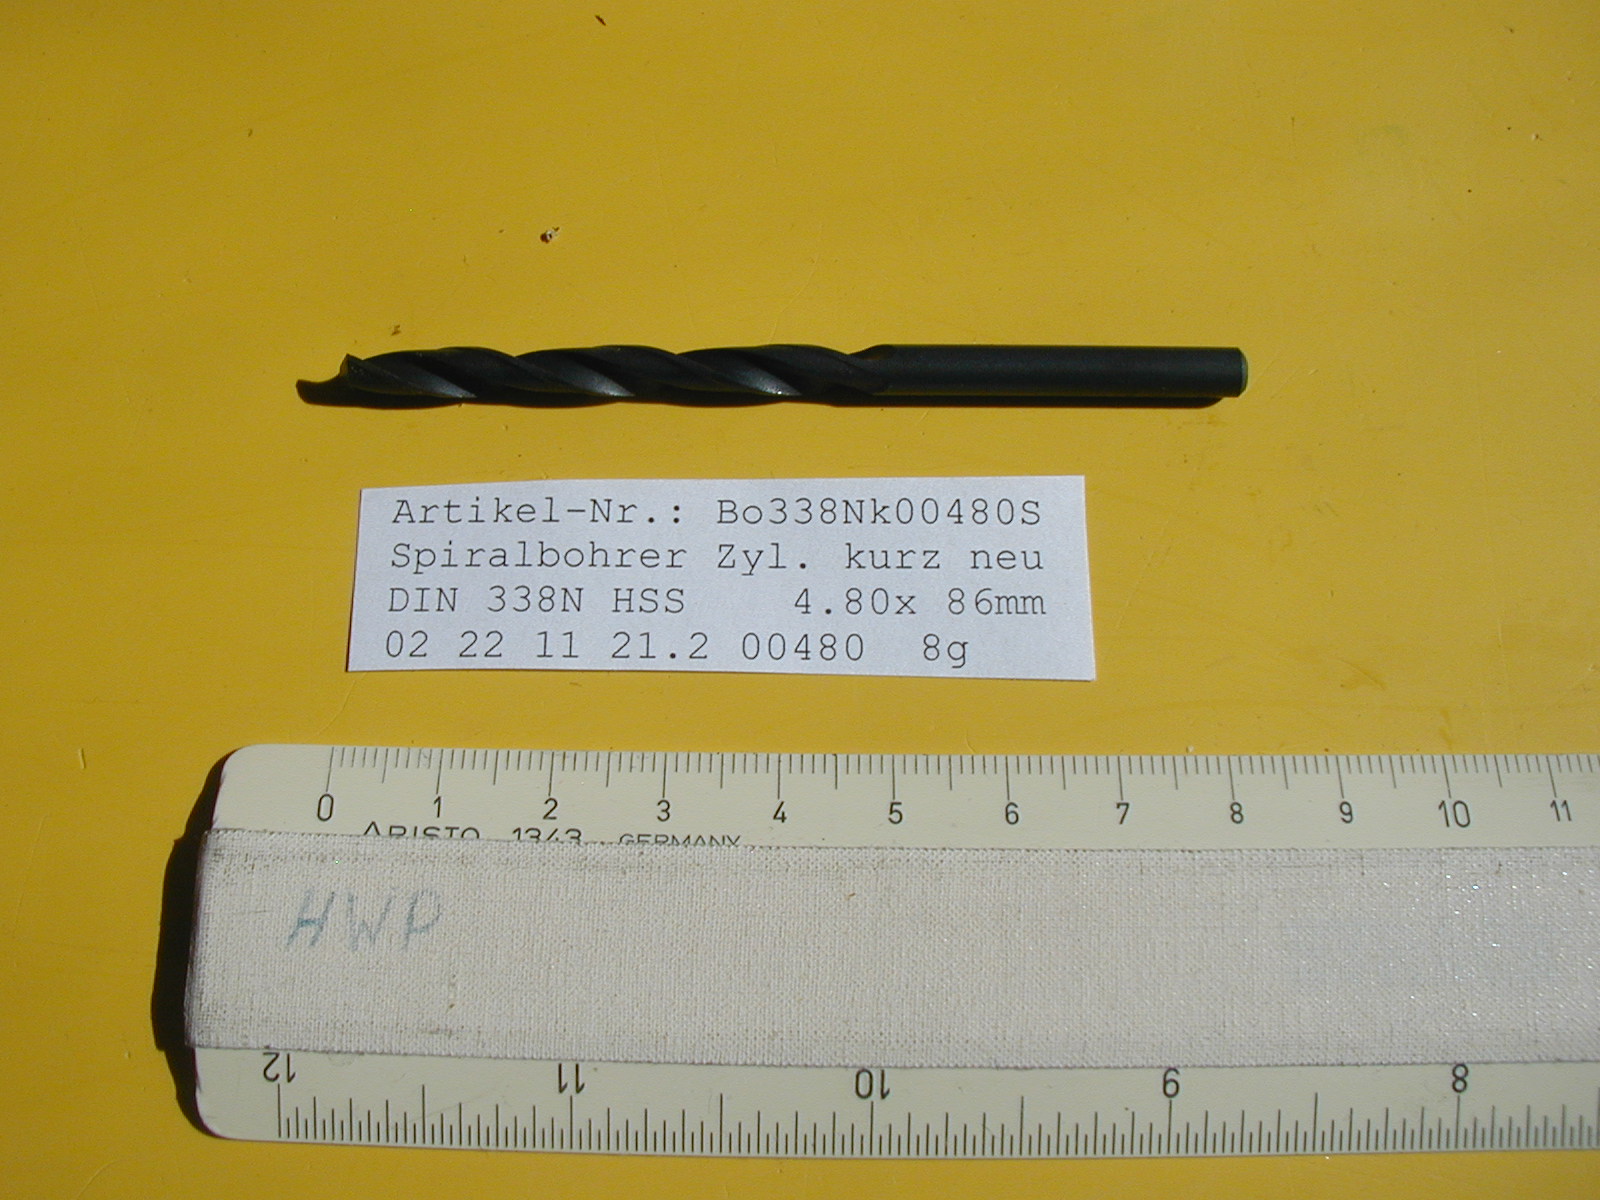 Artikel-Nr.: Bo338Nk00480S
Spiralbohrer Zyl. kurz neu
DIN 338N HSS 4.80x 86mm
02 22 11 21.2 00480 8g
0 1 2 3 4 5 6 7 8 9 10 11
ARISTO 1343 GERMANY
HWP
12 11 10 9 8